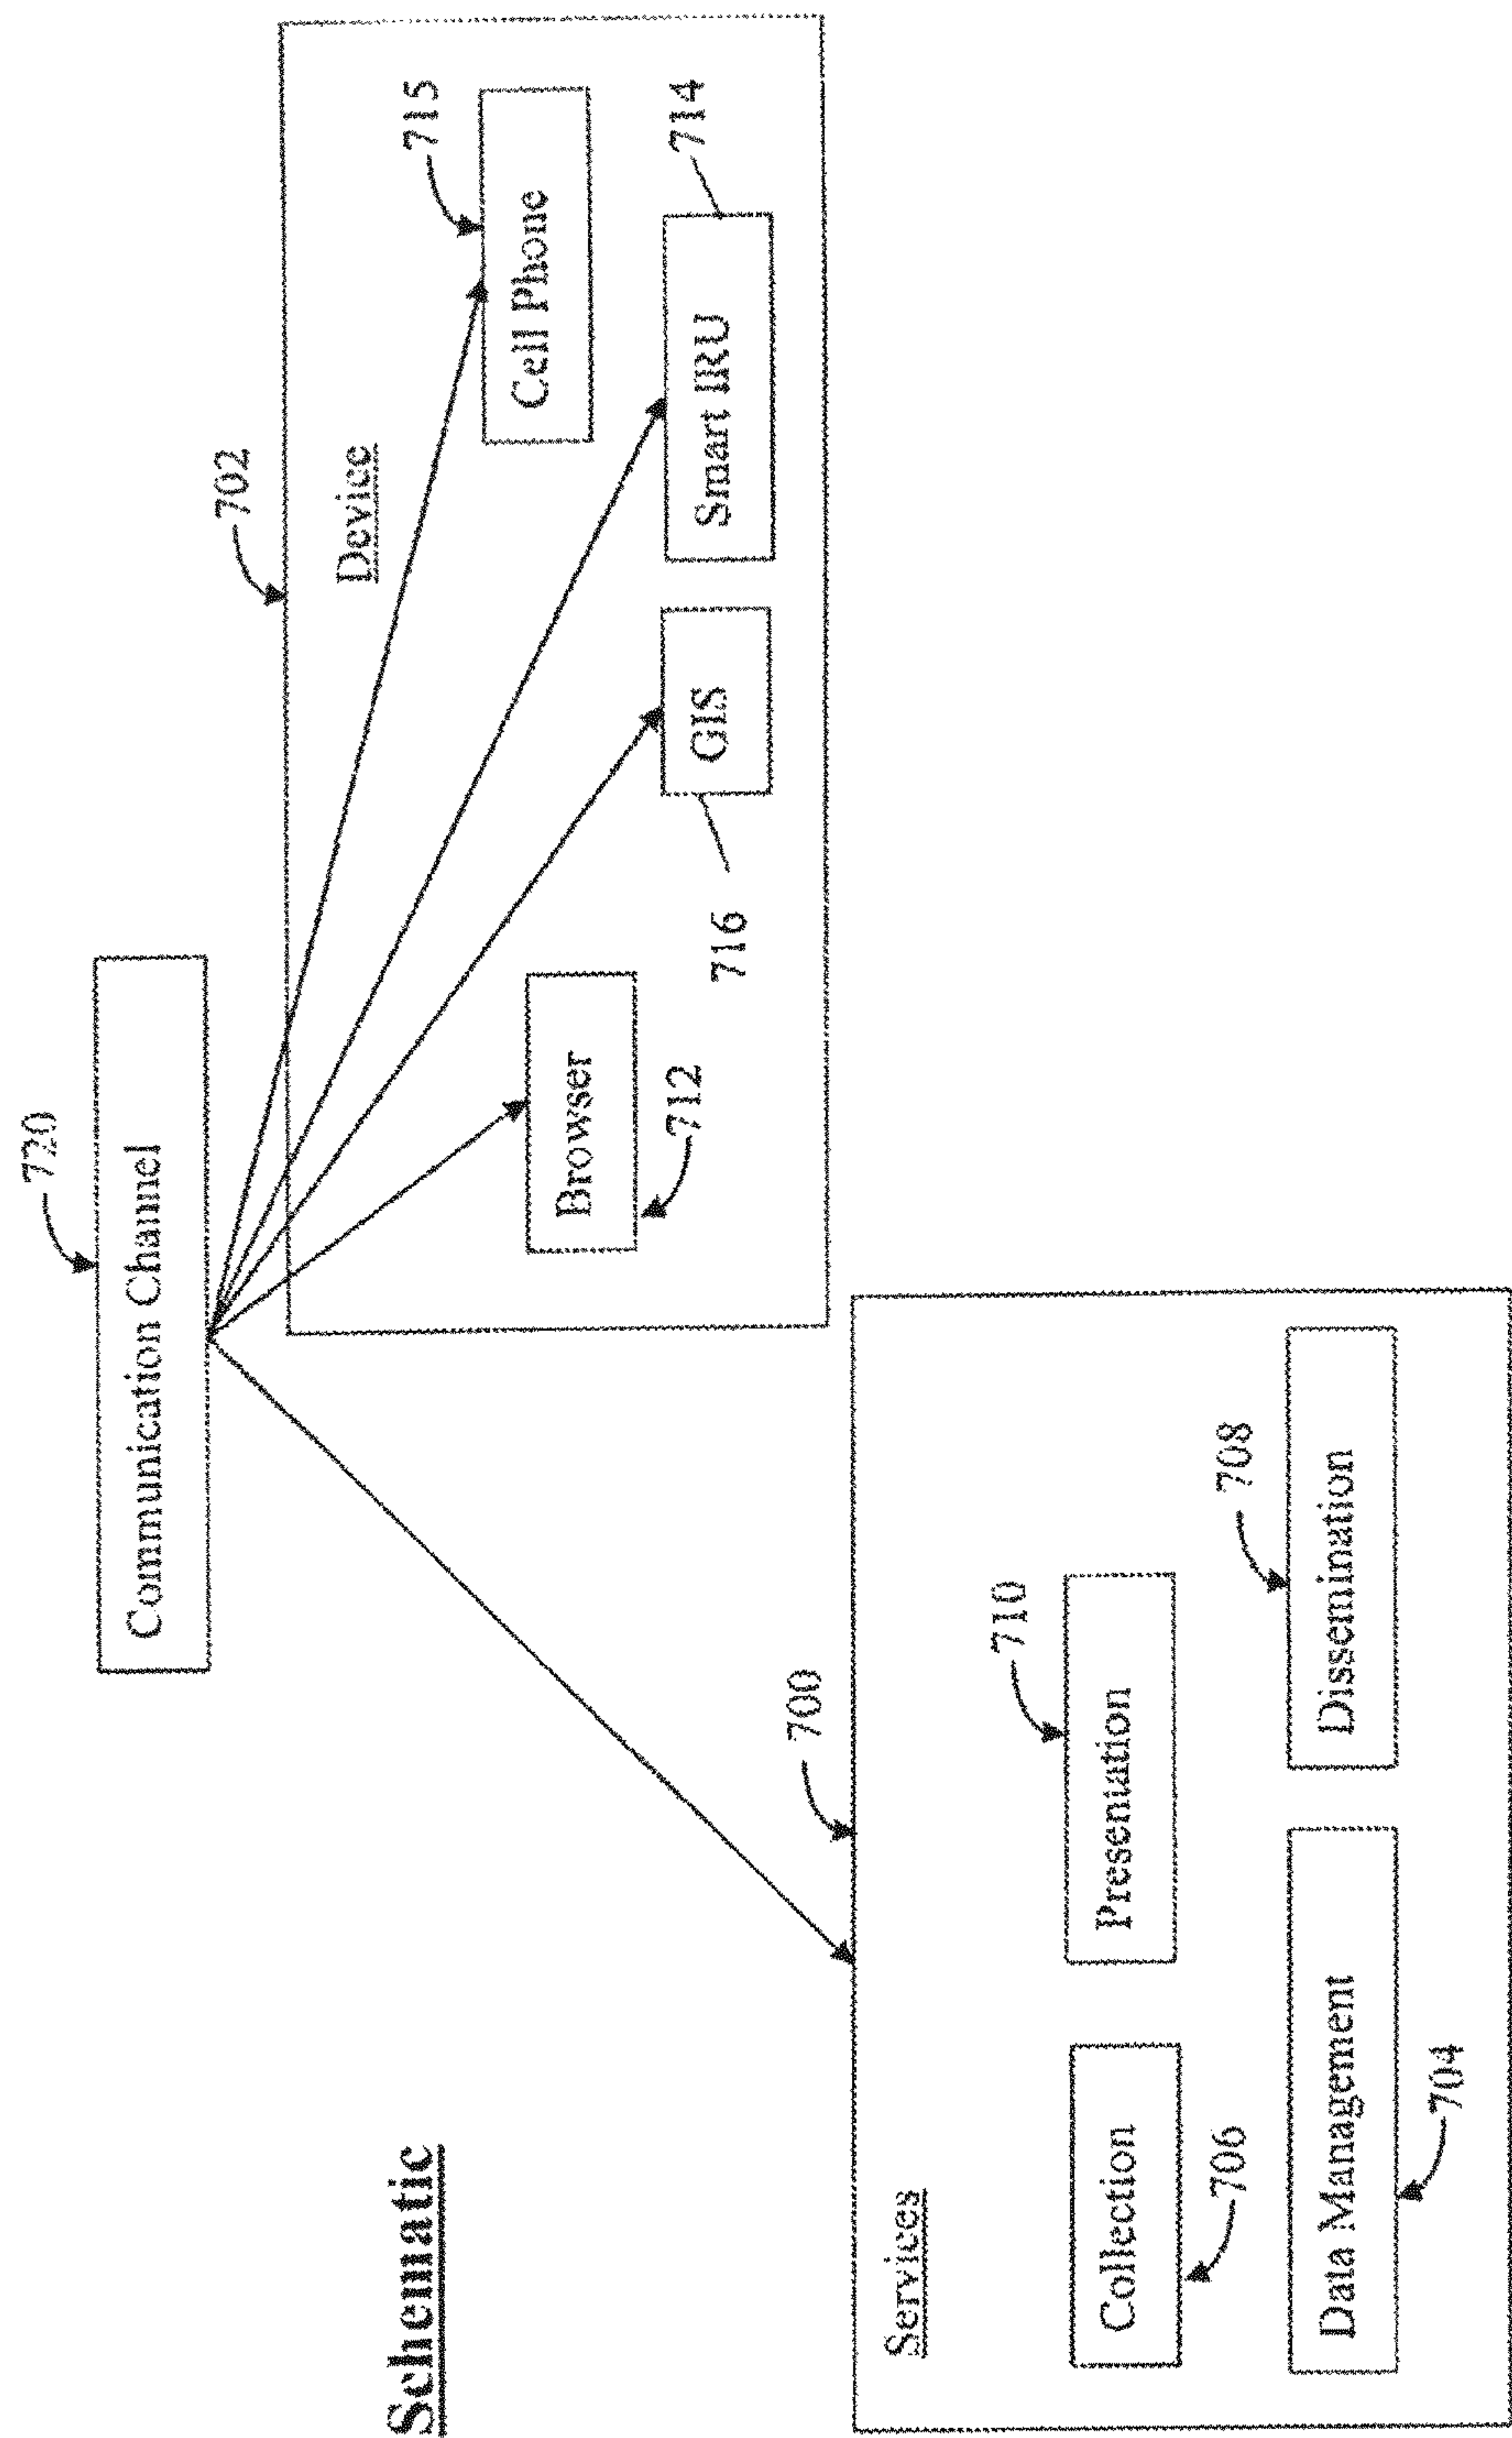 Schematic
720
Communication Channel
702
Device
715
Cell Phone
Browser
712
GIS
716
Smart IRU
714
700
Services
Collection
706
710
Presentation
Data Management
704
708
Dissemination